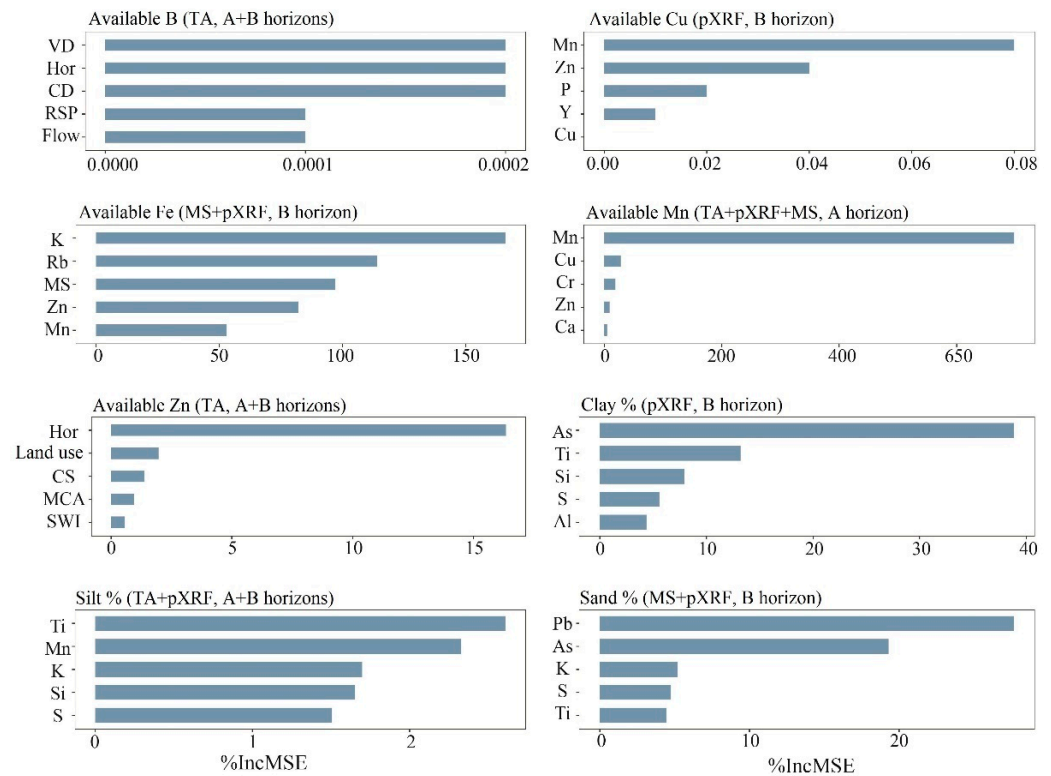 Available B (TA, A+B horizons)
VD
Hor
CD
RSP
Flow
0.0000 0.0001 0.0002
Available Cu (pXRF, B horizon)
Mn
Zn
P
Y
Cu
0.00 0.02 0.04 0.06 0.08
Available Fe (MS+pXRF, B horizon)
K
Rb
MS
Zn
Mn
0 50 100 150
Available Mn (TA+pXRF+MS, A horizon)
Mn
Cu
Cr
Zn
Ca
0 200 400 650
Available Zn (TA, A+B horizons)
Hor
Land use
CS
MCA
SWI
0 5 10 15
Clay % (pXRF, B horizon)
As
Ti
Si
S
Al
0 10 20 30 40
Silt % (TA+pXRF, A+B horizons)
Ti
Mn
K
Si
S
0 1 2
%IncMSE
Sand % (MS+pXRF, B horizon)
Pb
As
K
S
Ti
0 10 20
%IncMSE